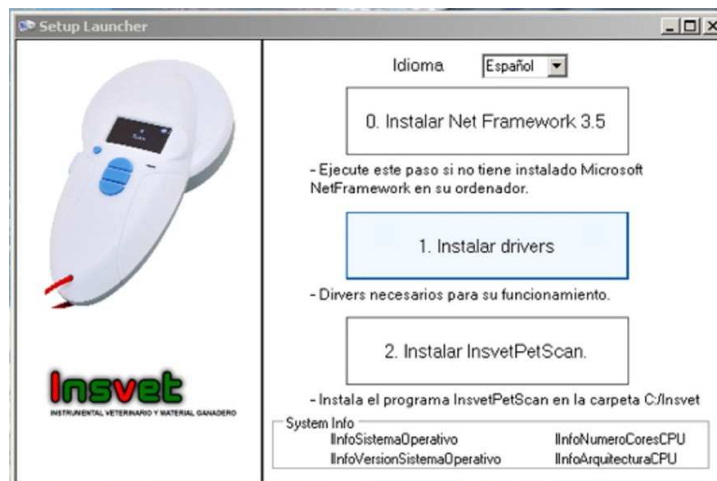 Setup Launcher
Idioma Español
0. Instalar Net Framework 3.5
- Ejecute este paso si no tiene instalado Microsoft
NetFramework en su ordenador.
1. Instalar drivers
- Dirvers necesarios para su funcionamiento.
2. Instalar InsvetPetScan.
- Instala el programa InsvetPetScan en la carpeta C:/Insvet
Insvet
INSTRUMENTAL VETERINARIO Y MATERIAL GANADERO
System Info
lInfoSistemaOperativo lInfoNumeroCoresCPU
lInfoVersionSistemaOperativo lInfoArquitecturaCPU